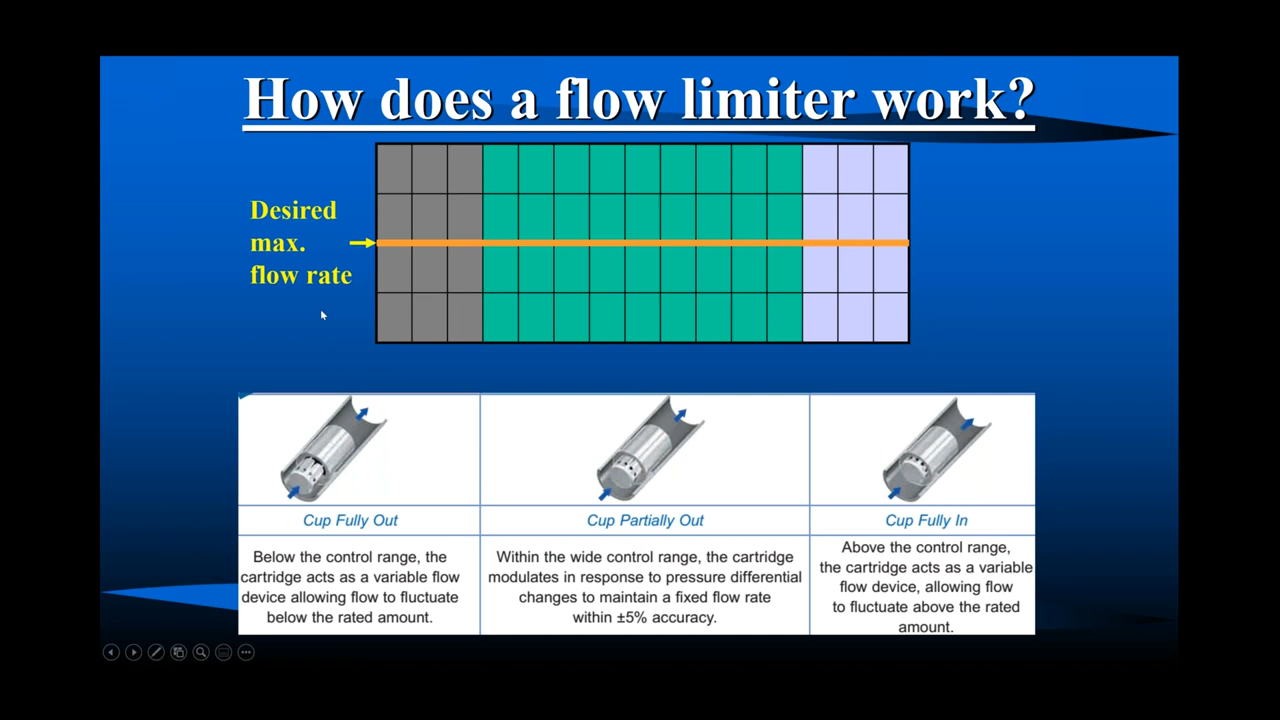 How does a flow limiter work?
Desired
max.
flow rate
Cup Fully Out
Cup Partially Out
Cup Fully In
Below the control range, the
cartridge acts as a variable flow
device allowing flow to fluctuate
below the rated amount.
Within the wide control range, the cartridge
modulates in response to pressure differential
changes to maintain a fixed flow rate
within ±5% accuracy.
Above the control range,
the cartridge acts as a variable
flow device, allowing flow
to fluctuate above the rated
amount.